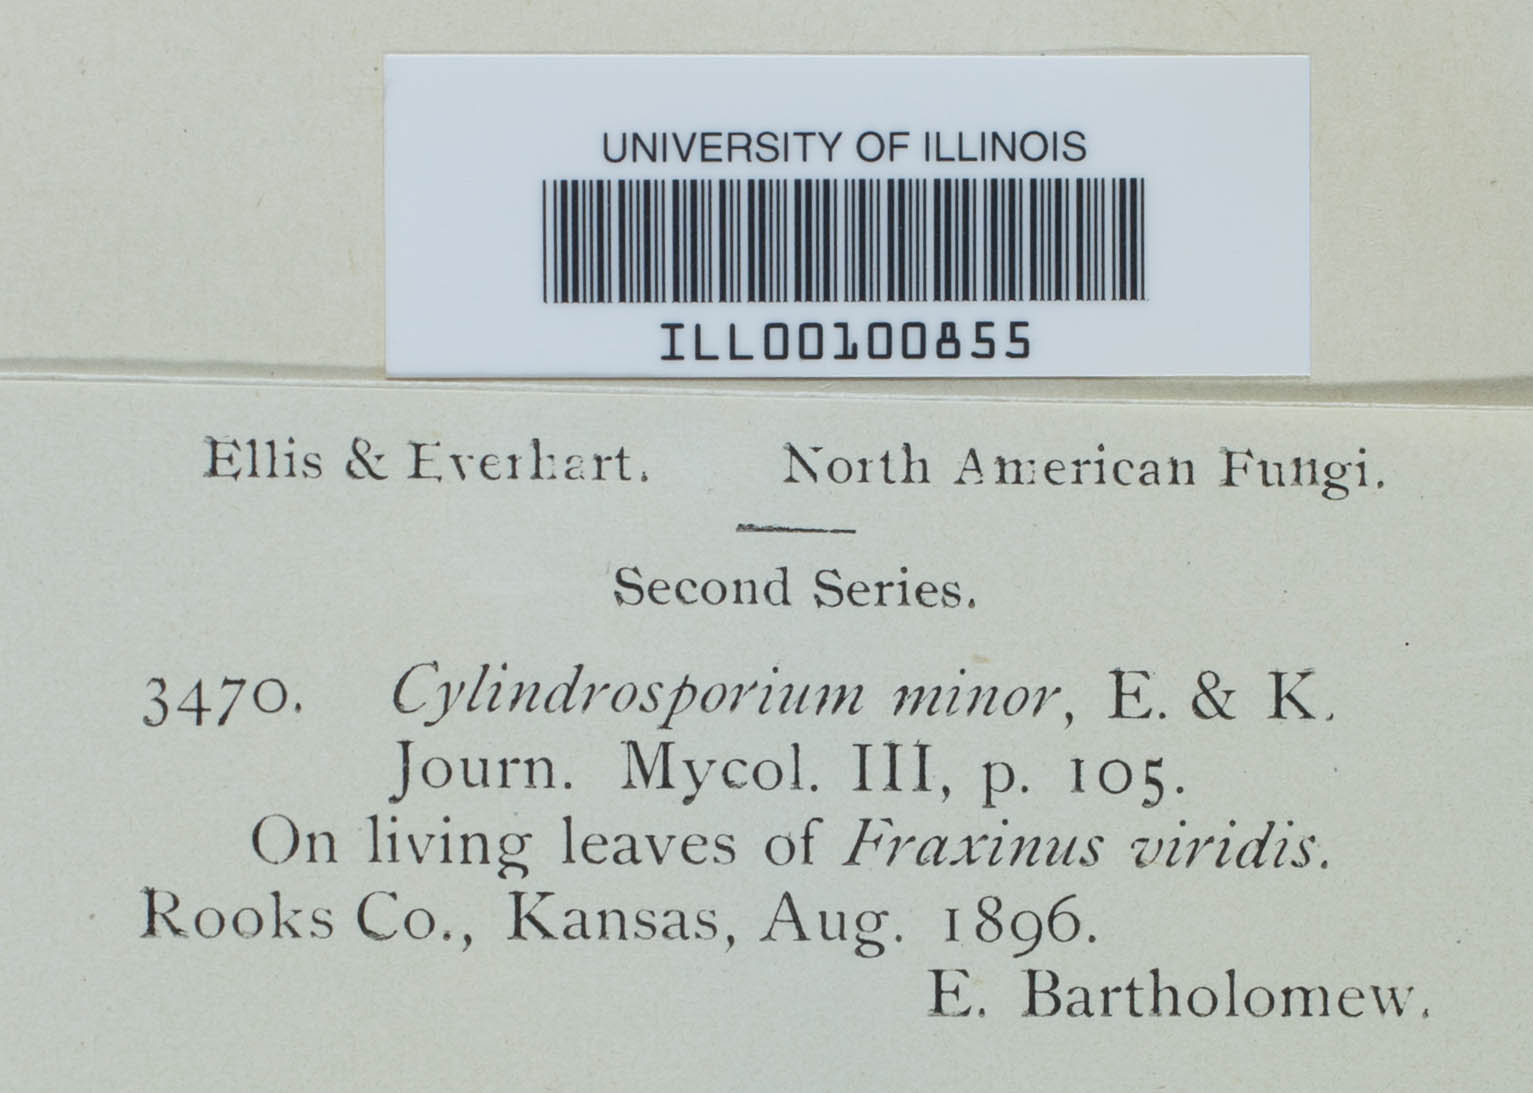 UNIVERSITY OF ILLINOIS
ILL00100855
Ellis & Everhart. North American Fungi.
Second Series.
3470. Cylindrosporium minor, E. & K.
Journ. Mycol. III, p. 105.
On living leaves of Fraxinus viridis.
Rooks Co., Kansas, Aug. 1896.
E. Bartholomew.